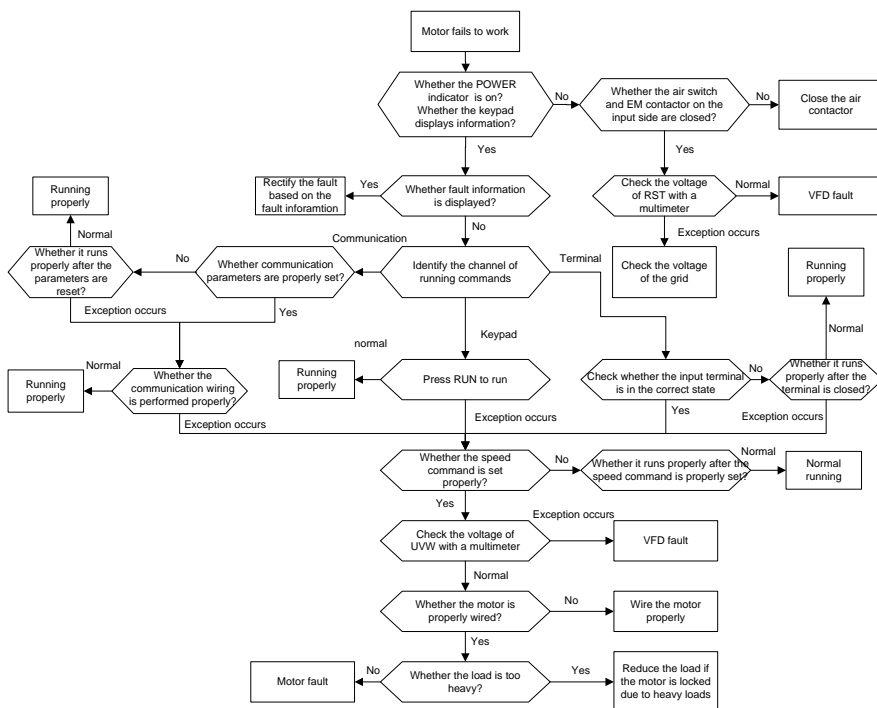 Motor fails to work
Whether the POWER
indicator is on?
Whether the keypad
displays information?
No
Whether the air switch
and EM contactor on the
input side are closed?
No
Close the air
contactor
Yes
Yes
Rectify the fault
based on the
fault inforamtion
Yes
Whether fault information
is displayed?
Check the voltage
of RST with a
multimeter
Normal
VFD fault
Running
properly
Normal
No
Exception occurs
Communication
Whether it runs
properly after the
parameters are
reset?
No
Whether communication
parameters are properly set?
Identify the channel of
running commands
Terminal
Check the voltage
of the grid
Running
properly
Exception occurs
Yes
Keypad
Normal
Running
properly
Normal
Whether the
communication wiring
is performed properly?
normal
Running
properly
Press RUN to run
Check whether the input terminal
is in the correct state
No
Whether it runs
properly after the
terminal is closed?
Exception occurs
Exception occurs
Yes
Exception occurs
Whether the speed
command is set
properly?
No
Whether it runs properly after the
speed command is properly set?
Normal
Normal
running
Yes
Exception occurs
Check the voltage of
UVW with a multimeter
VFD fault
Normal
Whether the motor is
properly wired?
No
Wire the motor
properly
Yes
Motor fault
No
Whether the load is too
heavy?
Yes
Reduce the load if
the motor is locked
due to heavy loads